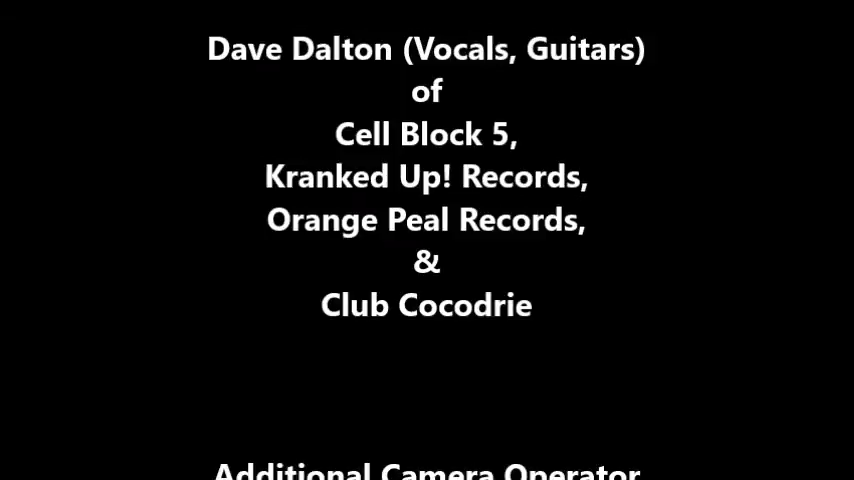 Dave Dalton (Vocals, Guitars)
of
Cell Block 5,
Kranked Up! Records,
Orange Peal Records,
&
Club Cocodrie
Additional Camera Operator